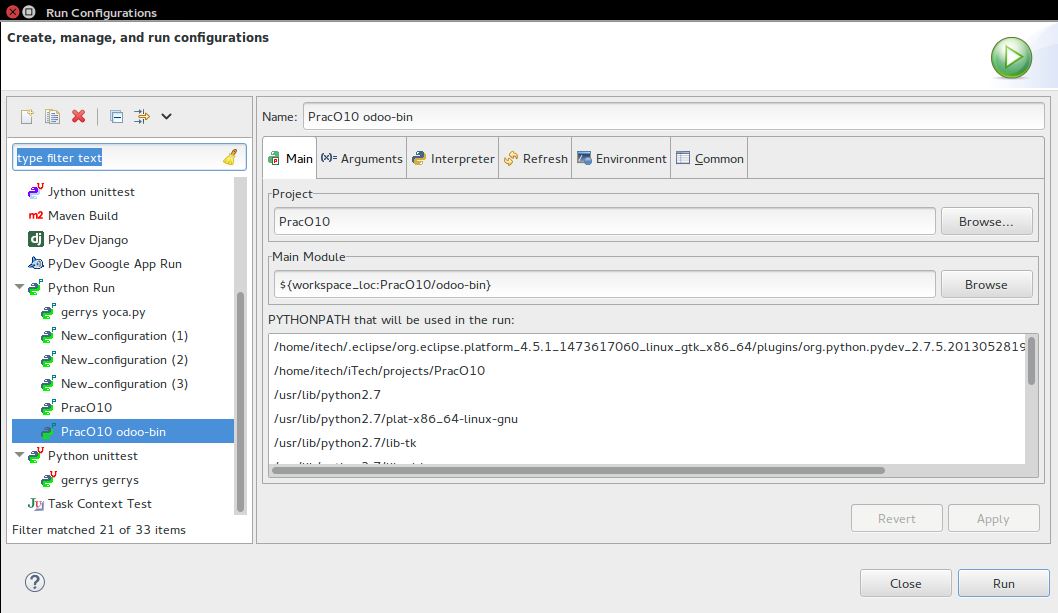 Run Configurations
Create, manage, and run configurations
type filter text
Jython unittest
m2 Maven Build
dj PyDev Django
PyDev Google App Run
Python Run
gerrys yoca.py
New_configuration (1)
New_configuration (2)
New_configuration (3)
PracO10
PracO10 odoo-bin
Python unittest
gerrys gerrys
Ju Task Context Test
Filter matched 21 of 33 items
Name: PracO10 odoo-bin
Main (x)= Arguments Interpreter Refresh Environment Common
Project
PracO10 Browse...
Main Module
${workspace_loc:PracO10/odoo-bin} Browse
PYTHONPATH that will be used in the run:
/home/itech/.eclipse/org.eclipse.platform_4.5.1_1473617060_linux_gtk_x86_64/plugins/org.python.pydev_2.7.5.2013052819
/home/itech/iTech/projects/PracO10
/usr/lib/python2.7
/usr/lib/python2.7/plat-x86_64-linux-gnu
/usr/lib/python2.7/lib-tk
Revert Apply
? Close Run